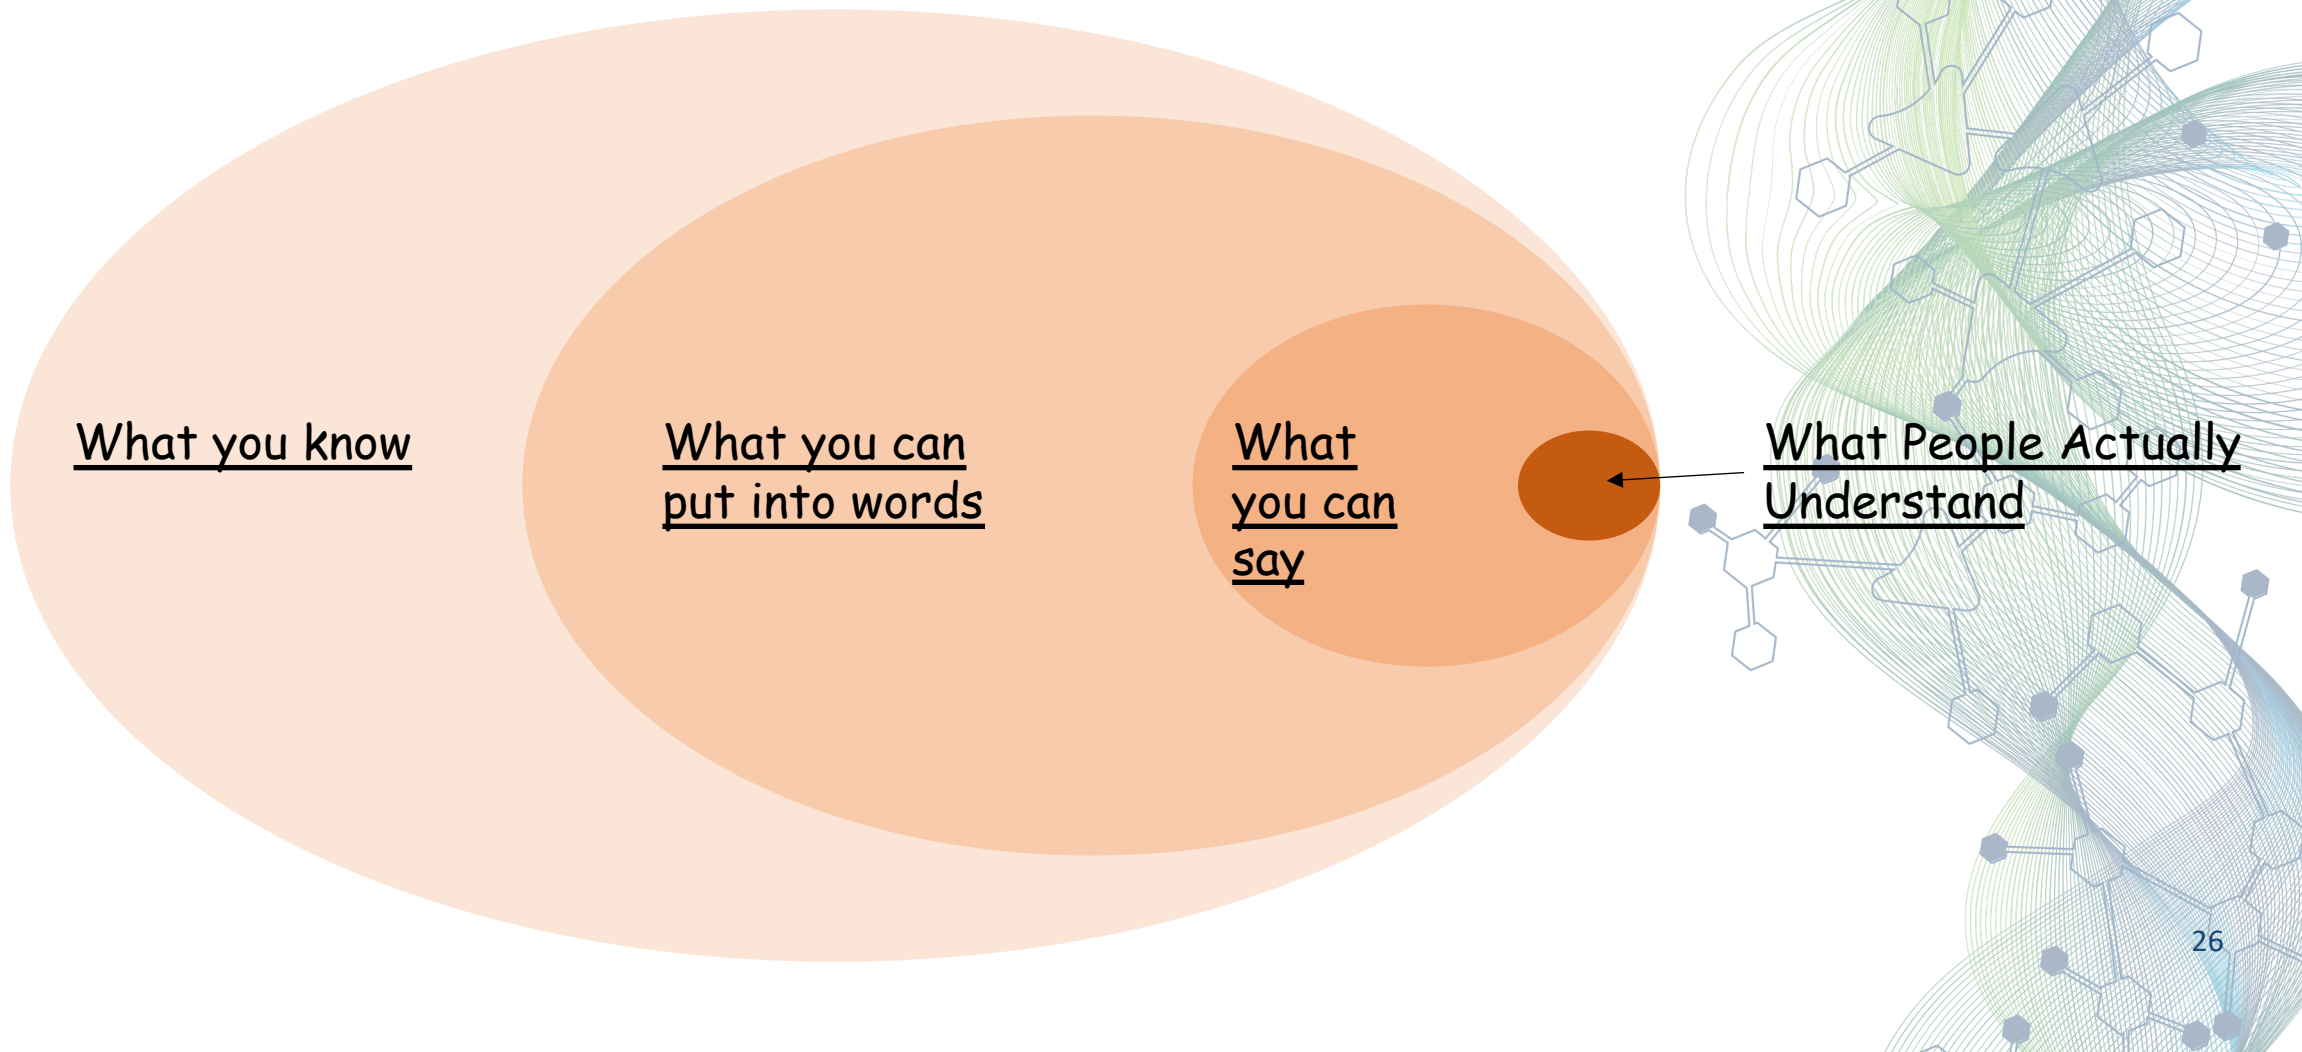 What you know
What you can
put into words
What
you can
say
What People Actually
Understand
26